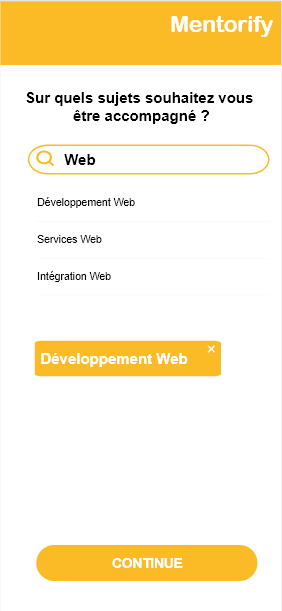 Mentorify
Sur quels sujets souhaitez vous
être accompagné ?
Web
Développement Web
Services Web
Intégration Web
Développement Web
×
CONTINUE